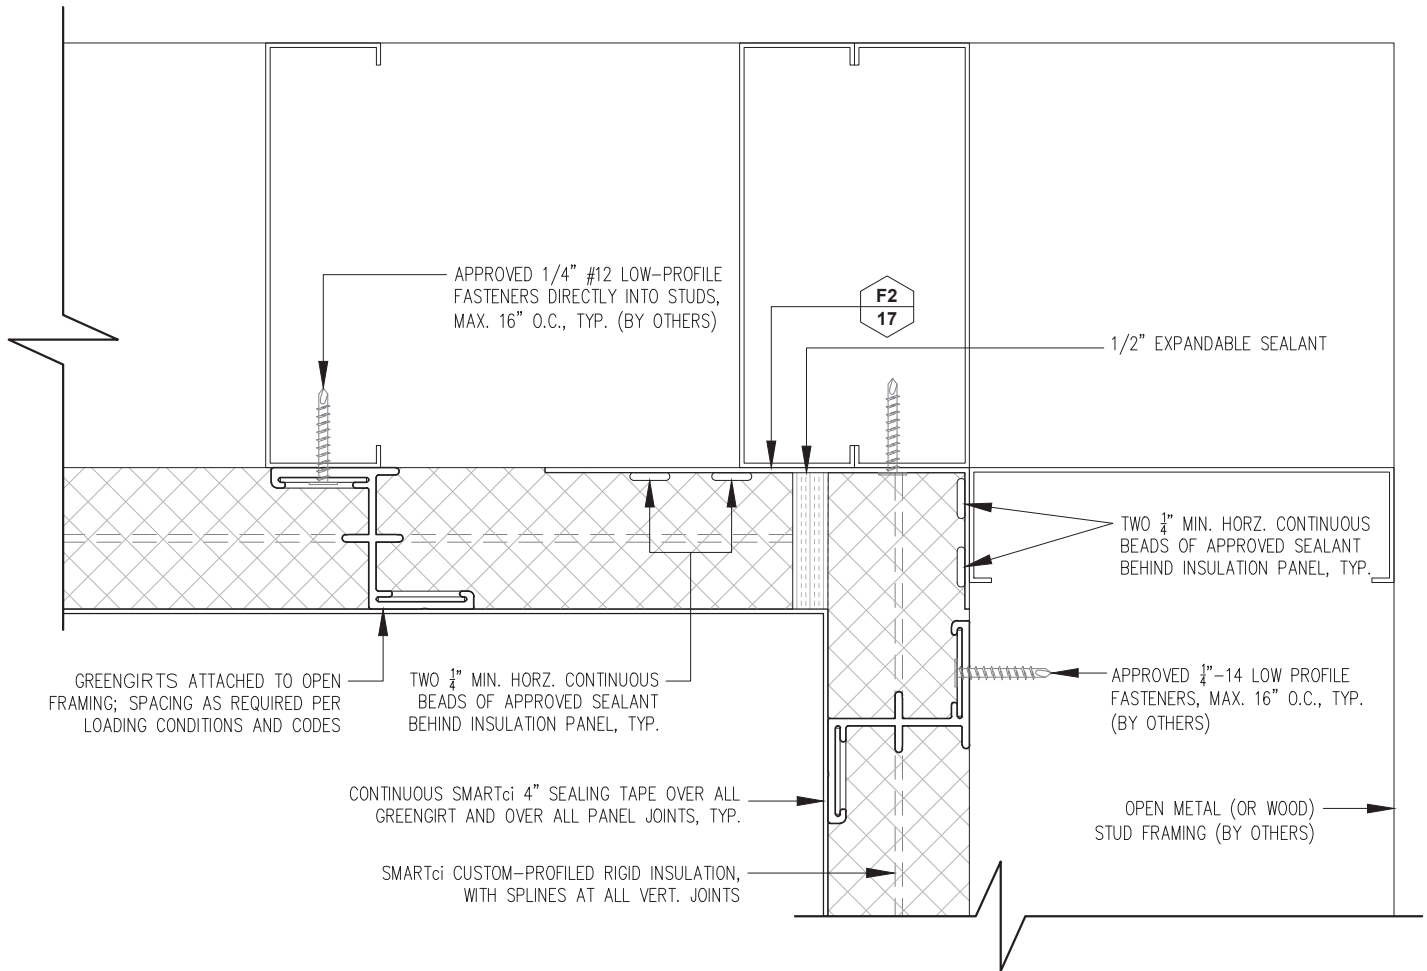 APPROVED 1/4” #12 LOW-PROFILE
FASTENERS DIRECTLY INTO STUDS,
MAX. 16” O.C., TYP. (BY OTHERS)
F2
17
1/2” EXPANDABLE SEALANT
TWO 1/4” MIN. HORZ. CONTINUOUS
BEADS OF APPROVED SEALANT
BEHIND INSULATION PANEL, TYP.
GREENGIRTS ATTACHED TO OPEN
FRAMING; SPACING AS REQUIRED PER
LOADING CONDITIONS AND CODES
TWO 1/4” MIN. HORZ. CONTINUOUS
BEADS OF APPROVED SEALANT
BEHIND INSULATION PANEL, TYP.
APPROVED 1/4”-14 LOW PROFILE
FASTENERS, MAX. 16” O.C., TYP.
(BY OTHERS)
CONTINUOUS SMARTci 4” SEALING TAPE OVER ALL
GREENGIRT AND OVER ALL PANEL JOINTS, TYP.
OPEN METAL (OR WOOD)
STUD FRAMING (BY OTHERS)
SMARTci CUSTOM-PROFILED RIGID INSULATION,
WITH SPLINES AT ALL VERT. JOINTS